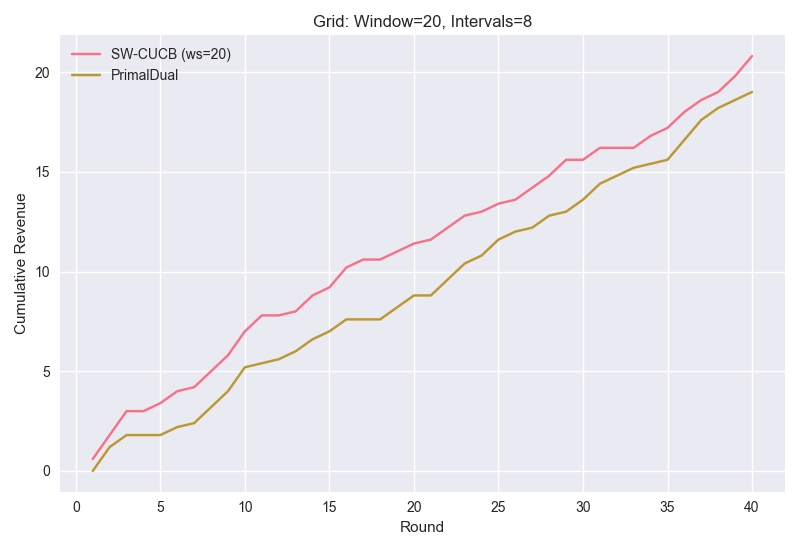 Grid: Window=20, Intervals=8
SW-CUCB (ws=20)
PrimalDual
Cumulative Revenue
20
15
10
5
0
0 5 10 15 20 25 30 35 40
Round